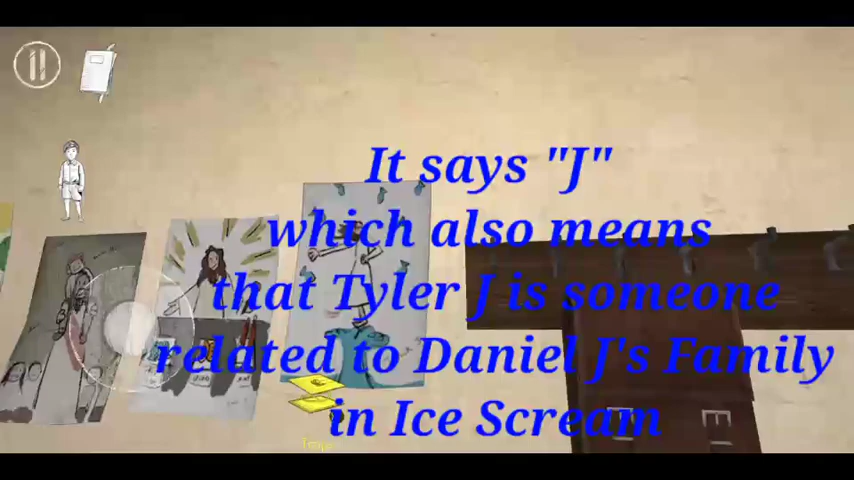 It says "J"
which also means
that Tyler J is someone
related to Daniel J's Family
in Ice Scream